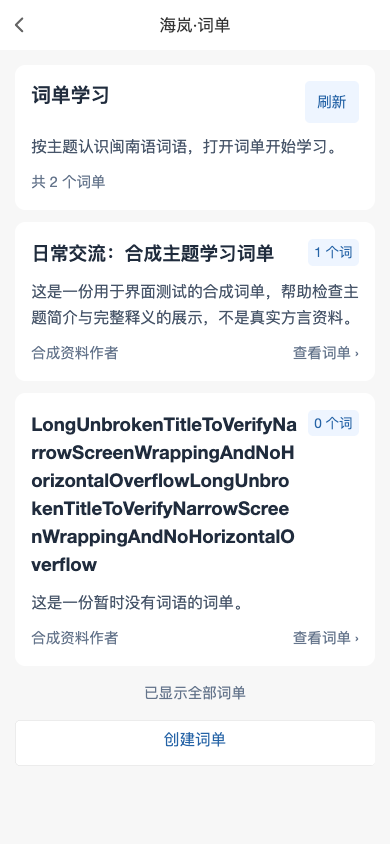 海岚·词单
词单学习
刷新
按主题认识闽南语词语，打开词单开始学习。
共 2 个词单
日常交流：合成主题学习词单
1 个词
这是一份用于界面测试的合成词单，帮助检查主
题简介与完整释义的展示，不是真实方言资料。
合成资料作者
查看词单 ›
LongUnbrokenTitleToVerifyNa
0 个词
rrowScreenWrappingAndNoH
orizontalOverflowLongUnbro
kenTitleToVerifyNarrowScree
nWrappingAndNoHorizontalO
verflow
这是一份暂时没有词语的词单。
合成资料作者
查看词单 ›
已显示全部词单
创建词单